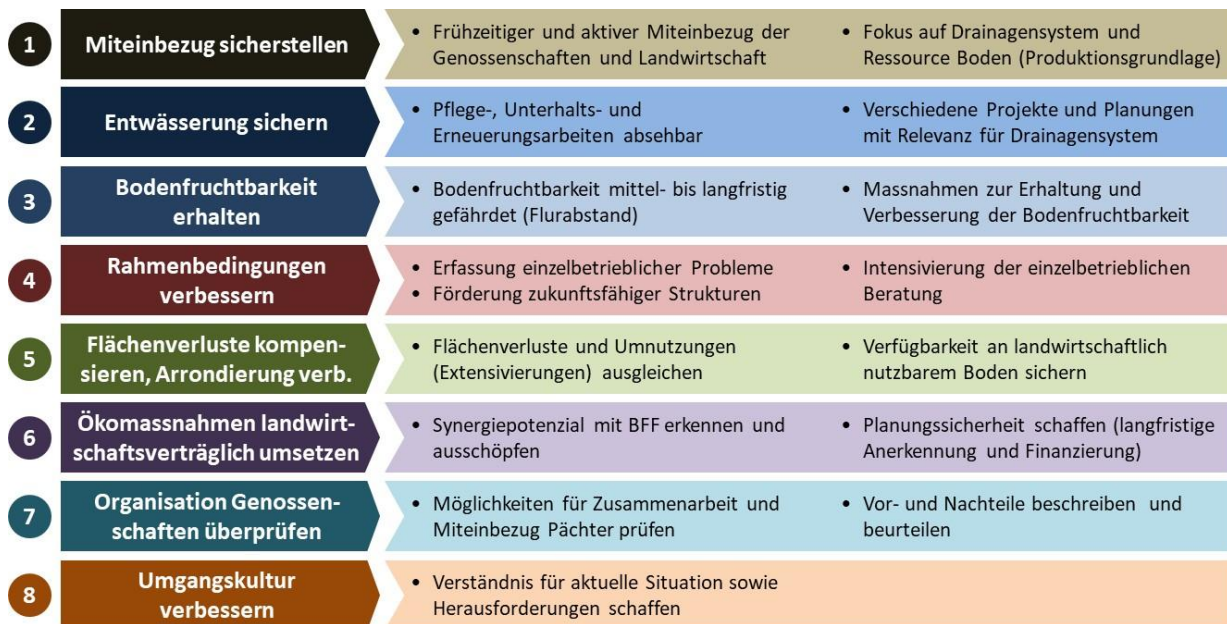 1
Miteinbezug sicherstellen
• Frühzeitiger und aktiver Miteinbezug der
Genossenschaften und Landwirtschaft
• Fokus auf Drainagensystem und
Ressource Boden (Produktionsgrundlage)
2
Entwässerung sichern
• Pflege-, Unterhalts- und
Erneuerungsarbeiten absehbar
• Verschiedene Projekte und Planungen
mit Relevanz für Drainagensystem
3
Bodenfruchtbarkeit
erhalten
• Bodenfruchtbarkeit mittel- bis langfristig
gefährdet (Flurabstand)
• Massnahmen zur Erhaltung und
Verbesserung der Bodenfruchtbarkeit
4
Rahmenbedingungen
verbessern
• Erfassung einzelbetrieblicher Probleme
• Förderung zukunftsfähiger Strukturen
• Intensivierung der einzelbetrieblichen
Beratung
5
Flächenverluste kompen-
sieren, Arrondierung verb.
• Flächenverluste und Umnutzungen
(Extensivierungen) ausgleichen
• Verfügbarkeit an landwirtschaftlich
nutzbarem Boden sichern
6
Ökomassnahmen landwirt-
schaftsverträglich umsetzen
• Synergiepotenzial mit BFF erkennen und
ausschöpfen
• Planungssicherheit schaffen (langfristige
Anerkennung und Finanzierung)
7
Organisation Genossen-
schaften überprüfen
• Möglichkeiten für Zusammenarbeit und
Miteinbezug Pächter prüfen
• Vor- und Nachteile beschreiben und
beurteilen
8
Umgangskultur
verbessern
• Verständnis für aktuelle Situation sowie
Herausforderungen schaffen